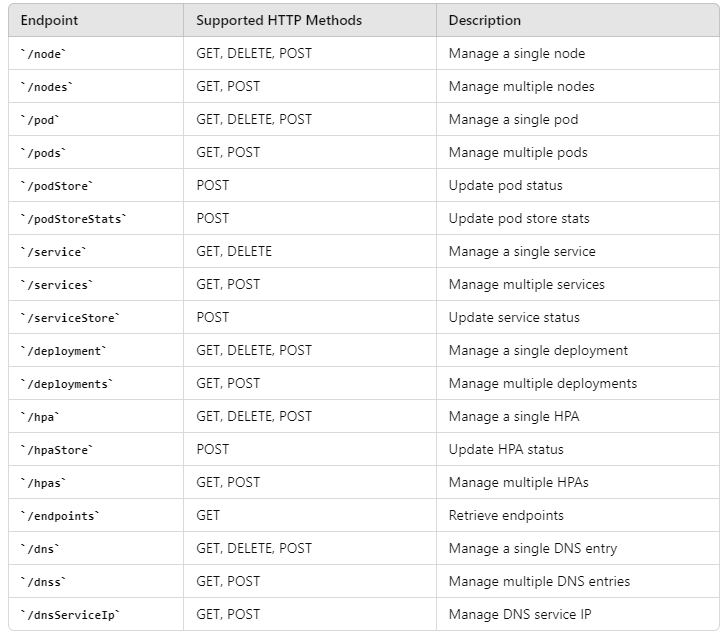 Endpoint Supported HTTP Methods Description
`/node` GET, DELETE, POST Manage a single node
`/nodes` GET, POST Manage multiple nodes
`/pod` GET, DELETE, POST Manage a single pod
`/pods` GET, POST Manage multiple pods
`/podStore` POST Update pod status
`/podStoreStats` POST Update pod store stats
`/service` GET, DELETE Manage a single service
`/services` GET, POST Manage multiple services
`/serviceStore` POST Update service status
`/deployment` GET, DELETE, POST Manage a single deployment
`/deployments` GET, POST Manage multiple deployments
`/hpa` GET, DELETE, POST Manage a single HPA
`/hpaStore` POST Update HPA status
`/hpas` GET, POST Manage multiple HPAs
`/endpoints` GET Retrieve endpoints
`/dns` GET, DELETE, POST Manage a single DNS entry
`/dnss` GET, POST Manage multiple DNS entries
`/dnsServiceIp` GET, POST Manage DNS service IP